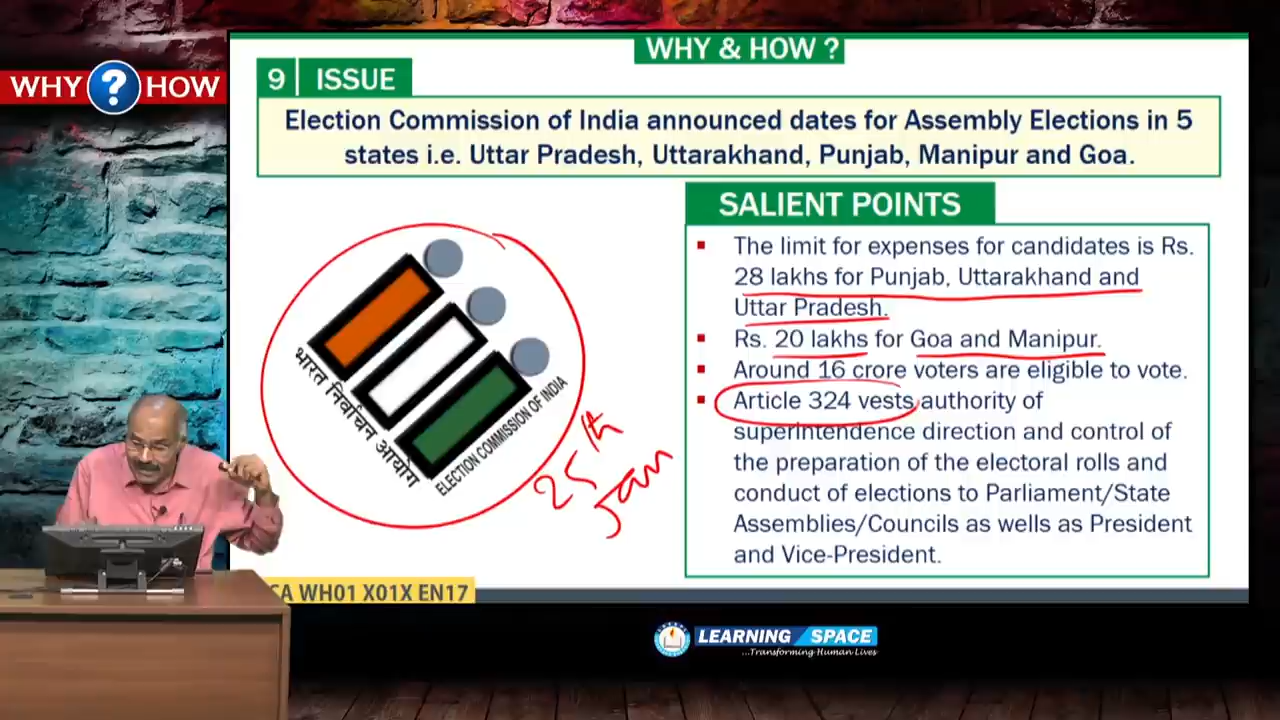 WHY & HOW ?
WHY ? HOW
9 ISSUE
Election Commission of India announced dates for Assembly Elections in 5
states i.e. Uttar Pradesh, Uttarakhand, Punjab, Manipur and Goa.
SALIENT POINTS
The limit for expenses for candidates is Rs.
28 lakhs for Punjab, Uttarakhand and
Uttar Pradesh.
Rs. 20 lakhs for Goa and Manipur.
Around 16 crore voters are eligible to vote.
Article 324 vests authority of
superintendence direction and control of
the preparation of the electoral rolls and
conduct of elections to Parliament/State
Assemblies/Councils as wells as President
and Vice-President.
भारत निर्वाचन आयोग
ELECTION COMMISSION OF INDIA
25th
Jan
CA WH01 X01X EN17
LEARNING SPACE
...Transforming Human Lives